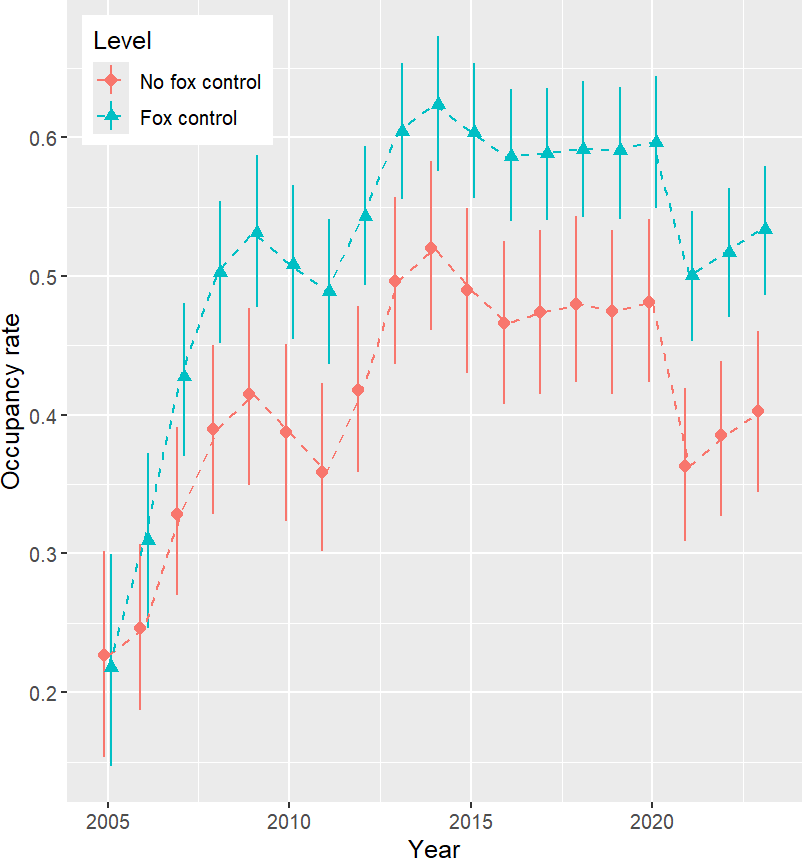 Level
No fox control
Fox control
Occupancy rate
0.6
0.5
0.4
0.3
0.2
2005 2010 2015 2020
Year